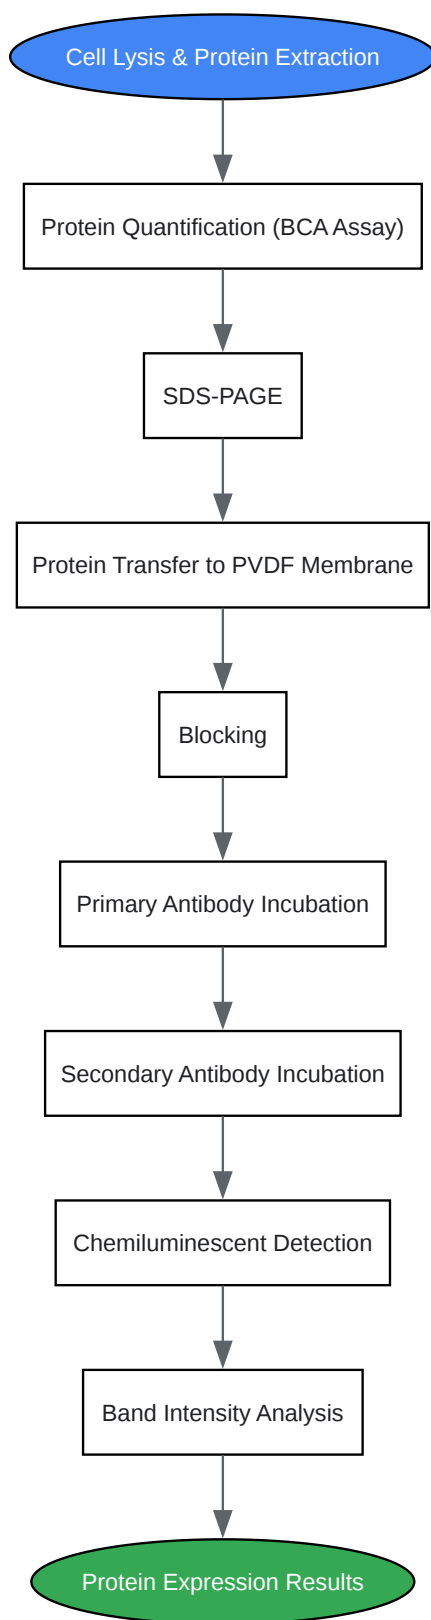 Cell Lysis & Protein Extraction
Protein Quantification (BCA Assay)
SDS-PAGE
Protein Transfer to PVDF Membrane
Blocking
Primary Antibody Incubation
Secondary Antibody Incubation
Chemiluminescent Detection
Band Intensity Analysis
Protein Expression Results